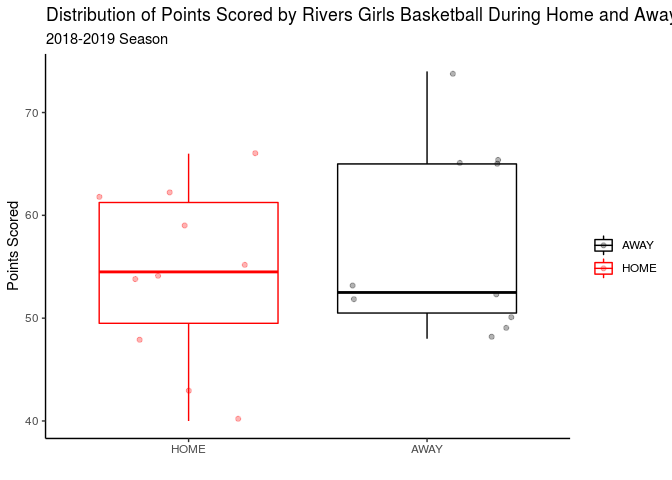 Distribution of Points Scored by Rivers Girls Basketball During Home and Away
2018-2019 Season
Points Scored
70
60
50
40
HOME
AWAY
AWAY
HOME